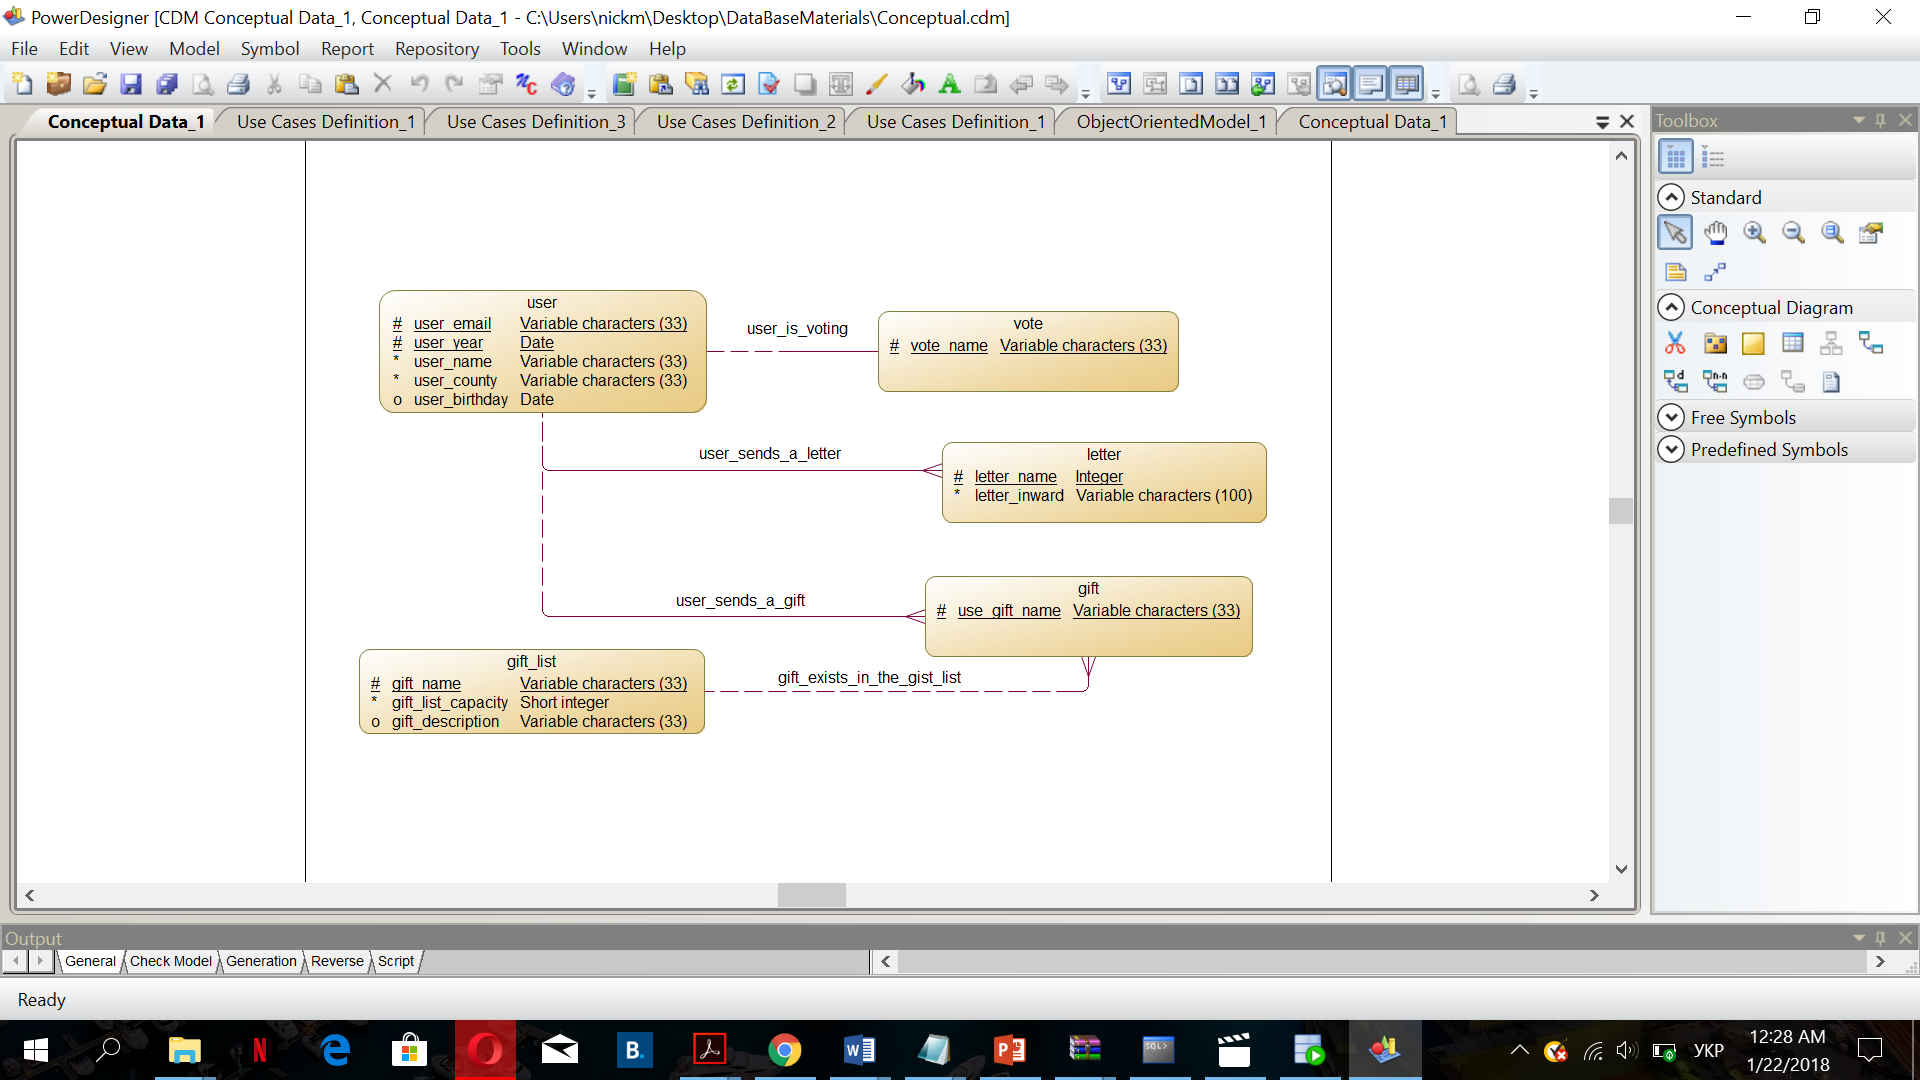 PowerDesigner [CDM Conceptual Data_1, Conceptual Data_1 - C:\Users\nickm\Desktop\DataBaseMaterials\Conceptual.cdm]
File Edit View Model Symbol Report Repository Tools Window Help
Conceptual Data_1 Use Cases Definition_1 Use Cases Definition_3 Use Cases Definition_2 Use Cases Definition_1 ObjectOrientedModel_1 Conceptual Data_1
Toolbox
Standard
Conceptual Diagram
Free Symbols
Predefined Symbols
user
# user_email Variable characters (33)
# user_year Date
* user_name Variable characters (33)
* user_county Variable characters (33)
o user_birthday Date
user_is_voting
vote
# vote_name Variable characters (33)
user_sends_a_letter
letter
# letter_name Integer
* letter_inward Variable characters (100)
user_sends_a_gift
gift
# use_gift_name Variable characters (33)
gift_list
# gift_name Variable characters (33)
* gift_list_capacity Short integer
o gift_description Variable characters (33)
gift_exists_in_the_gist_list
Output
General Check Model Generation Reverse Script
Ready
УКР
12:28 AM
1/22/2018